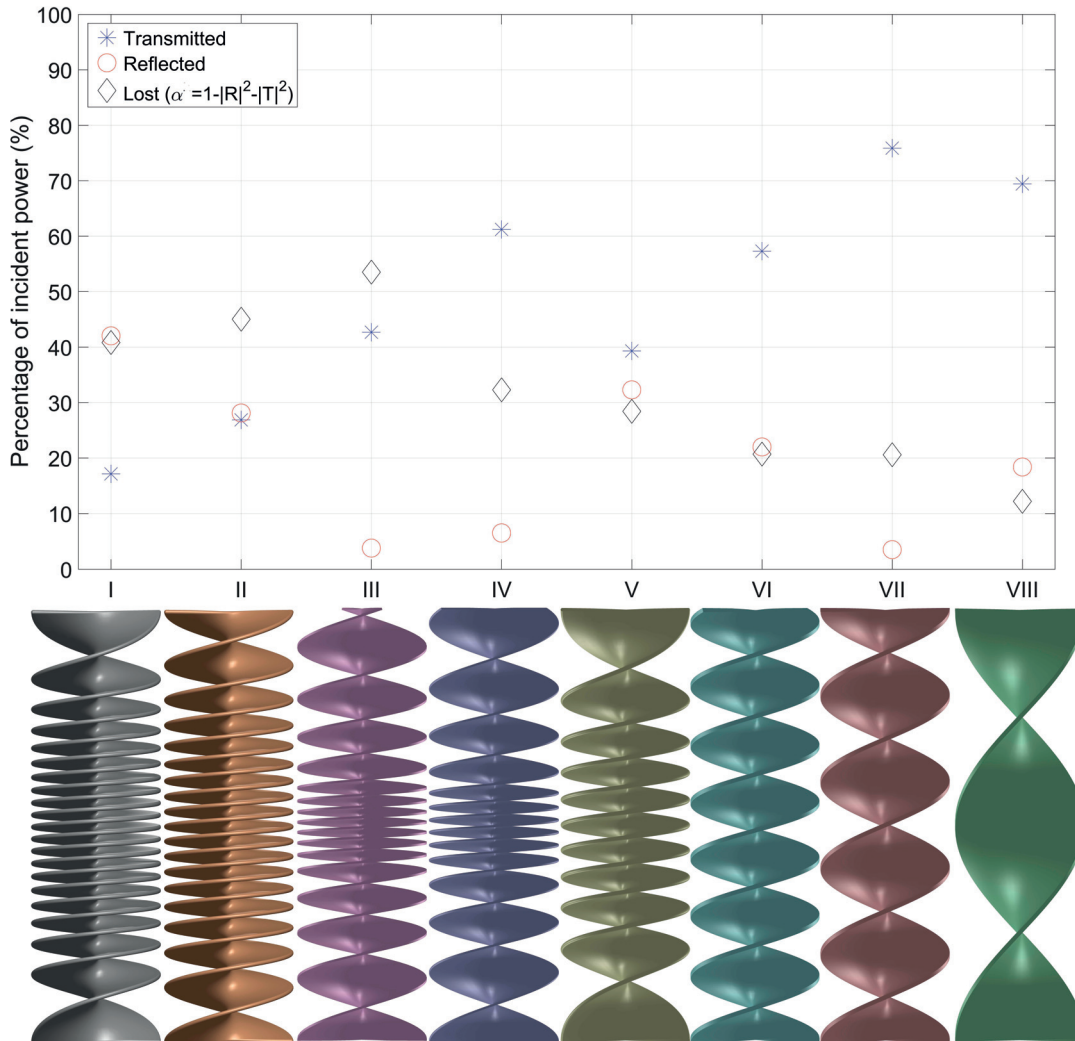 Percentage of incident power (%)
100
90
80
70
60
50
40
30
20
10
0
Transmitted
Reflected
Lost (α =1-|R|²-|T|²)
I II III IV V VI VII VIII